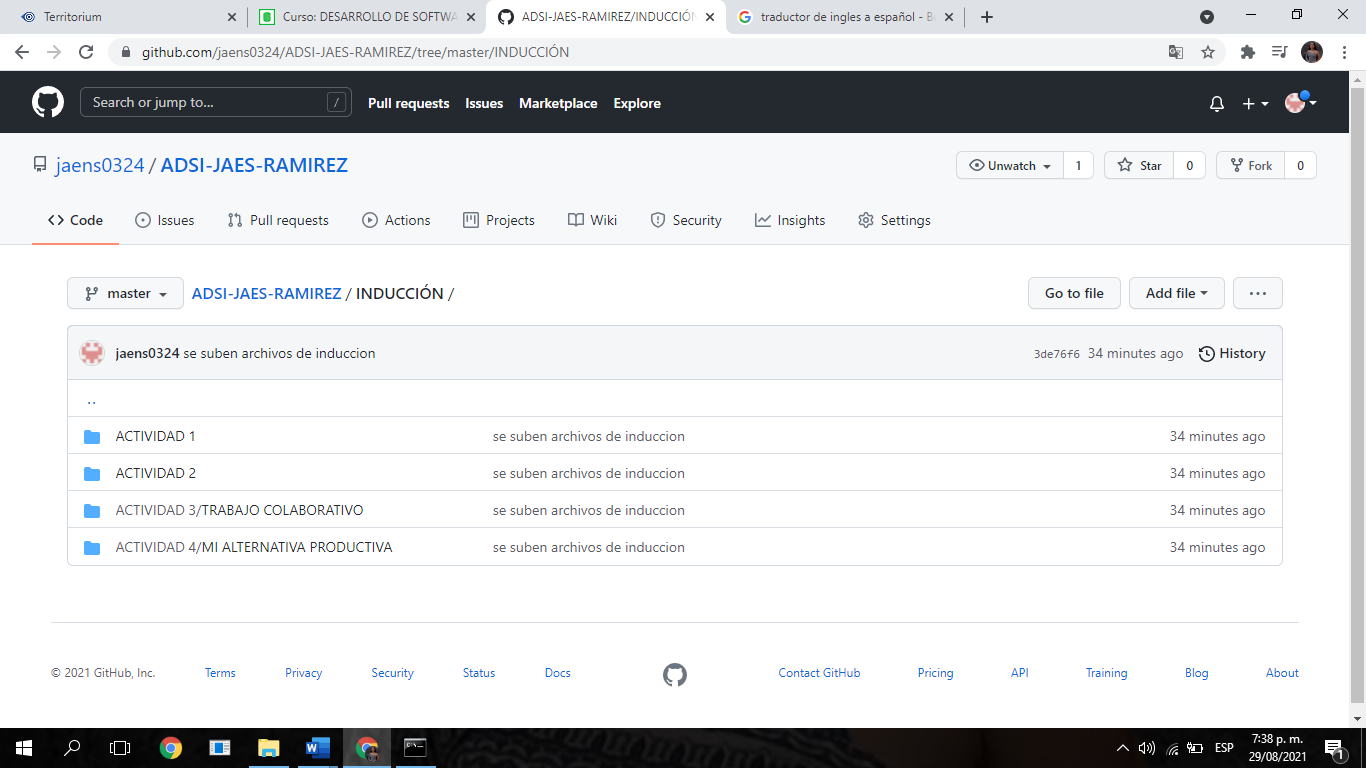 Territorium
Curso: DESARROLLO DE SOFTWA
ADSI-JAES-RAMIREZ/INDUCCIÓN
traductor de ingles a español - B
github.com/jaens0324/ADSI-JAES-RAMIREZ/tree/master/INDUCCIÓN
Search or jump to... /
Pull requests Issues Marketplace Explore
jaens0324 / ADSI-JAES-RAMIREZ
Unwatch 1 Star 0 Fork 0
Code Issues Pull requests Actions Projects Wiki Security Insights Settings
master ADSI-JAES-RAMIREZ / INDUCCIÓN /
Go to file Add file ...
jaens0324 se suben archivos de induccion 3de76f6 34 minutes ago History
..
ACTIVIDAD 1 se suben archivos de induccion 34 minutes ago
ACTIVIDAD 2 se suben archivos de induccion 34 minutes ago
ACTIVIDAD 3/TRABAJO COLABORATIVO se suben archivos de induccion 34 minutes ago
ACTIVIDAD 4/MI ALTERNATIVA PRODUCTIVA se suben archivos de induccion 34 minutes ago
© 2021 GitHub, Inc. Terms Privacy Security Status Docs Contact GitHub Pricing API Training Blog About
ESP
7:38 p. m.
29/08/2021
1